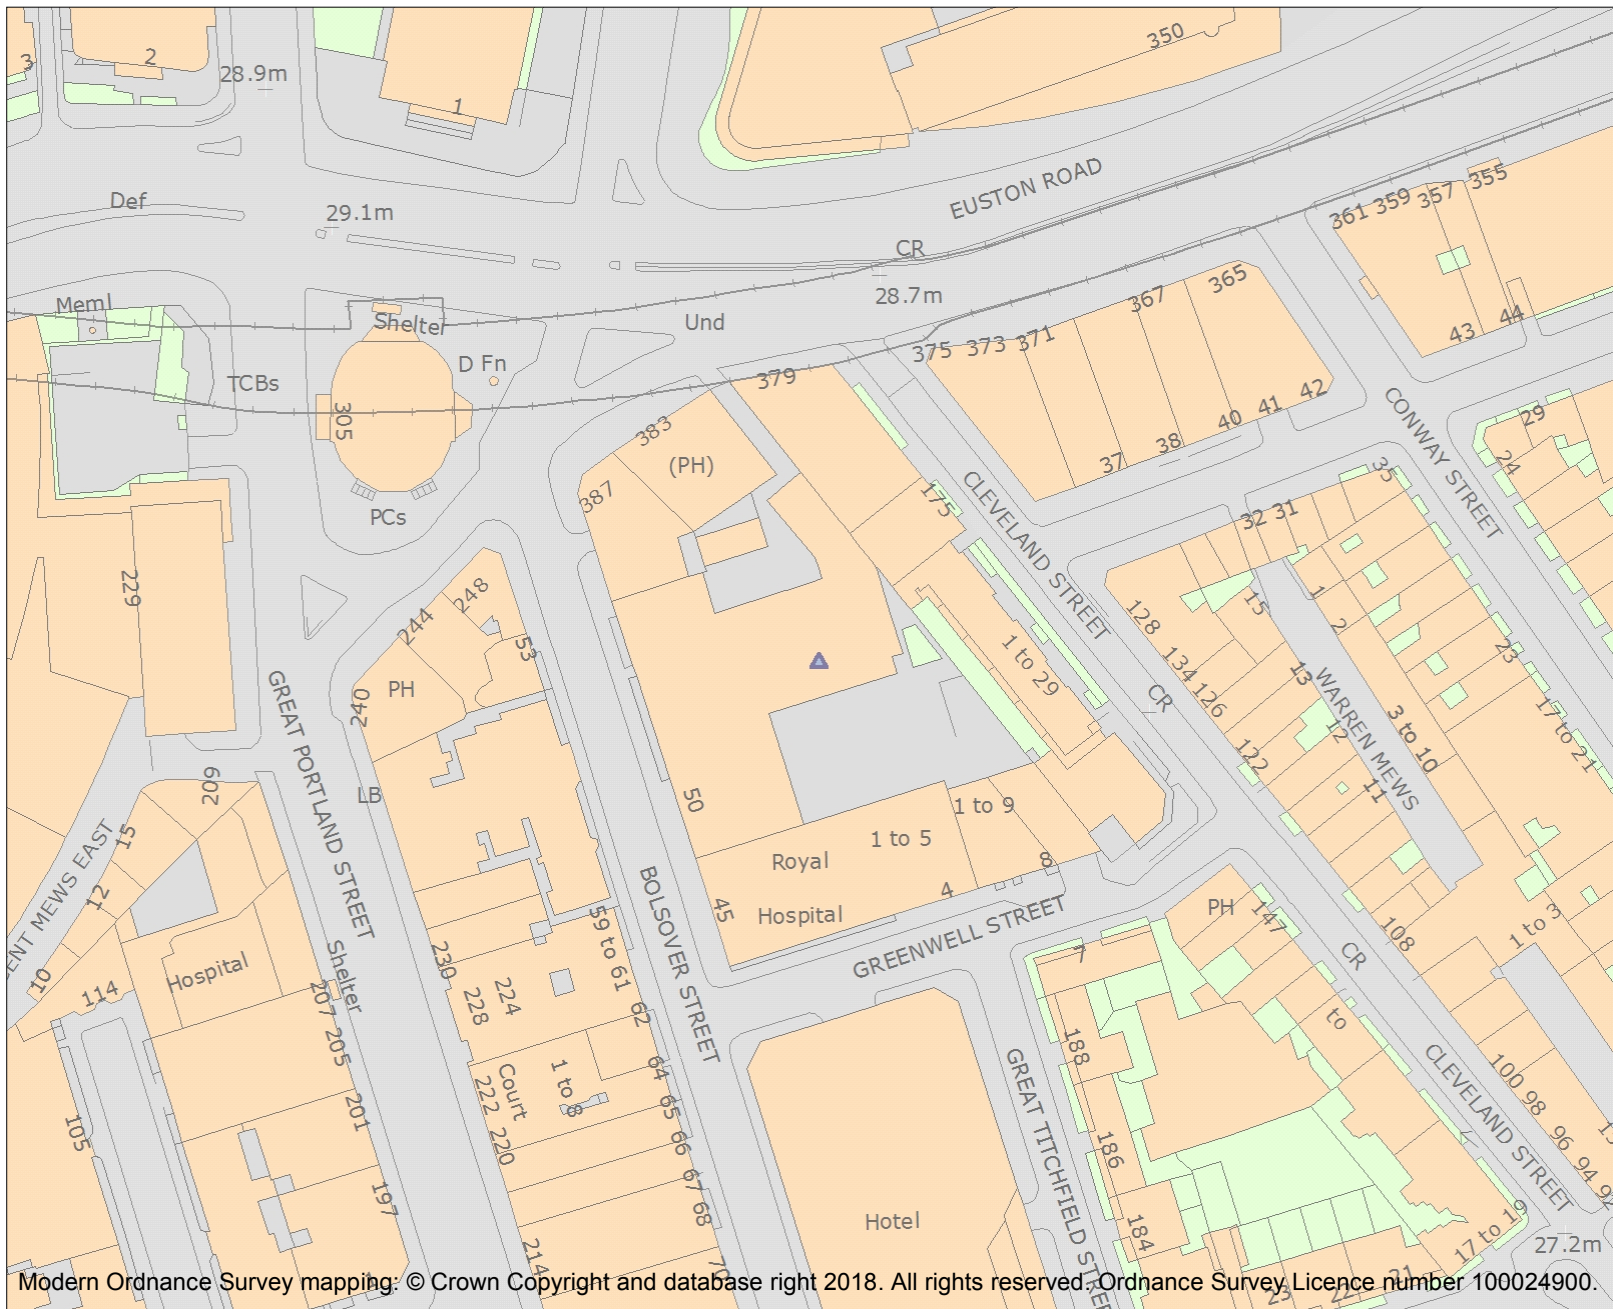 3
2
28.9m
1
350
Def
29.1m
EUSTON ROAD
CR
28.7m
361 359 357 355
43 44
Meml
Shelter
Und
D Fn
TCBs
305
PCs
379
383
(PH)
387
375 373 371 367 365
37 38 40 41 42
CONWAY STREET
29
24
35
175
CLEVELAND STREET
32 31
229
248
244
53
240
PH
1 to 29
128
134
126
122
CR
15
13
12
11
1
2
3 to 10
WARREN MEWS
23
17 to 21
GREAT PORTLAND STREET
LB
209
50
1 to 9
1 to 5
Royal
Hospital
8
4
45
15
12
10
ENT MEWS EAST
114
Hospital
Shelter
207
205
201
197
105
BOLSOVER STREET
59 to 61
62
64
65
66
67
68
70
230
228
224
222
220
214
Court
1 to 8
GREENWELL STREET
PH
147
CR
108
1 to 3
7
188
186
184
to
GREAT TITCHFIELD STREE
Hotel
CLEVELAND STREET
100 98
96
94
92
17 to 19
27.2m
21
22
23
Modern Ordnance Survey mapping: © Crown Copyright and database right 2018. All rights reserved. Ordnance Survey Licence number 100024900.